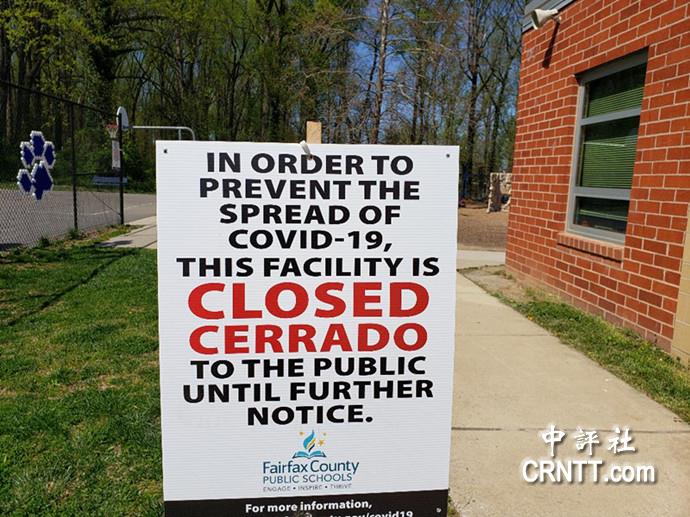 IN ORDER TO
PREVENT THE
SPREAD OF
COVID-19,
THIS FACILITY IS
CLOSED
CERRADO
TO THE PUBLIC
UNTIL FURTHER
NOTICE.
Fairfax County
PUBLIC SCHOOLS
ENGAGE • INSPIRE • THRIVE
For more information,
中評社
CRNTT.com